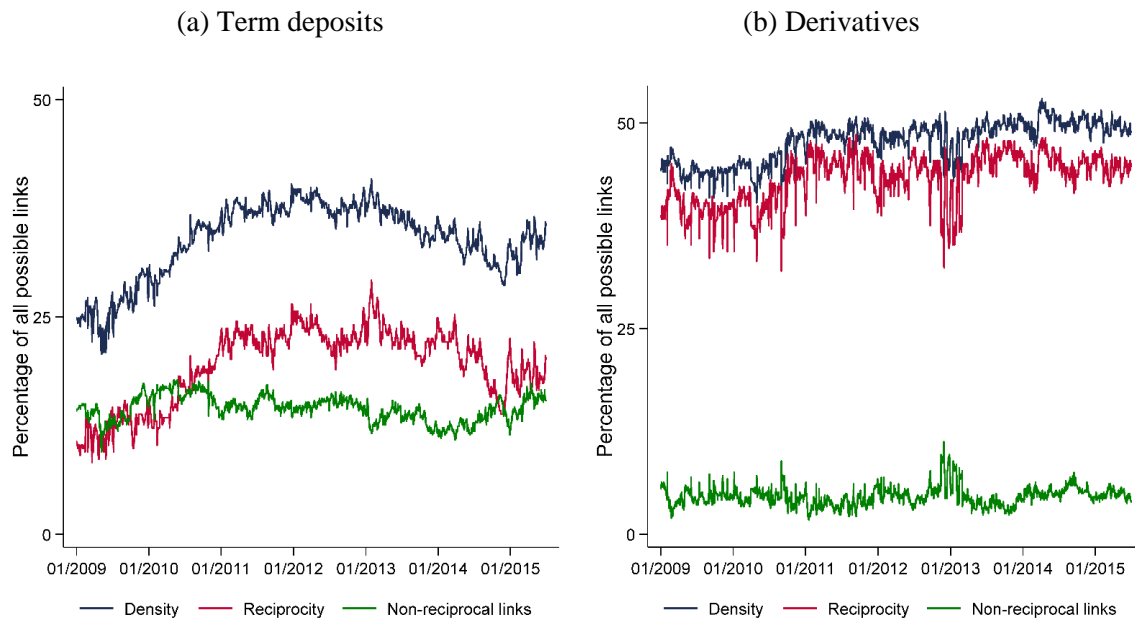 (a) Term deposits
50
25
0
Percentage of all possible links
01/2009 01/2010 01/2011 01/2012 01/2013 01/2014 01/2015
Density Reciprocity Non-reciprocal links
(b) Derivatives
50
25
0
Percentage of all possible links
01/2009 01/2010 01/2011 01/2012 01/2013 01/2014 01/2015
Density Reciprocity Non-reciprocal links